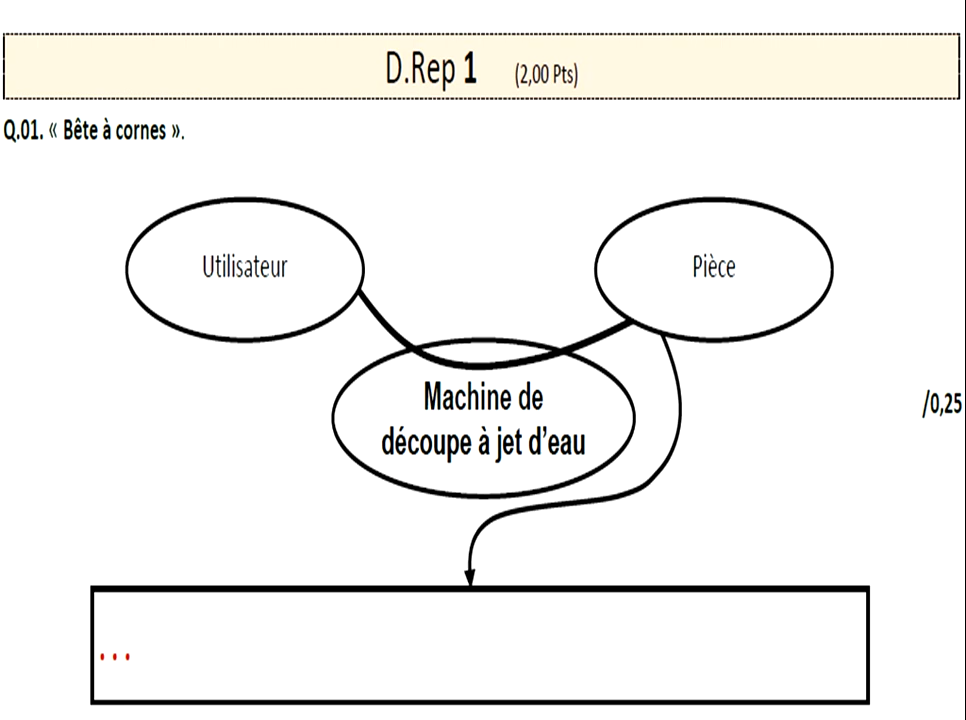 D.Rep 1 (2,00 Pts)
Q.01. « Bête à cornes ».
Utilisateur
Pièce
Machine de
découpe à jet d’eau
/0,25
...